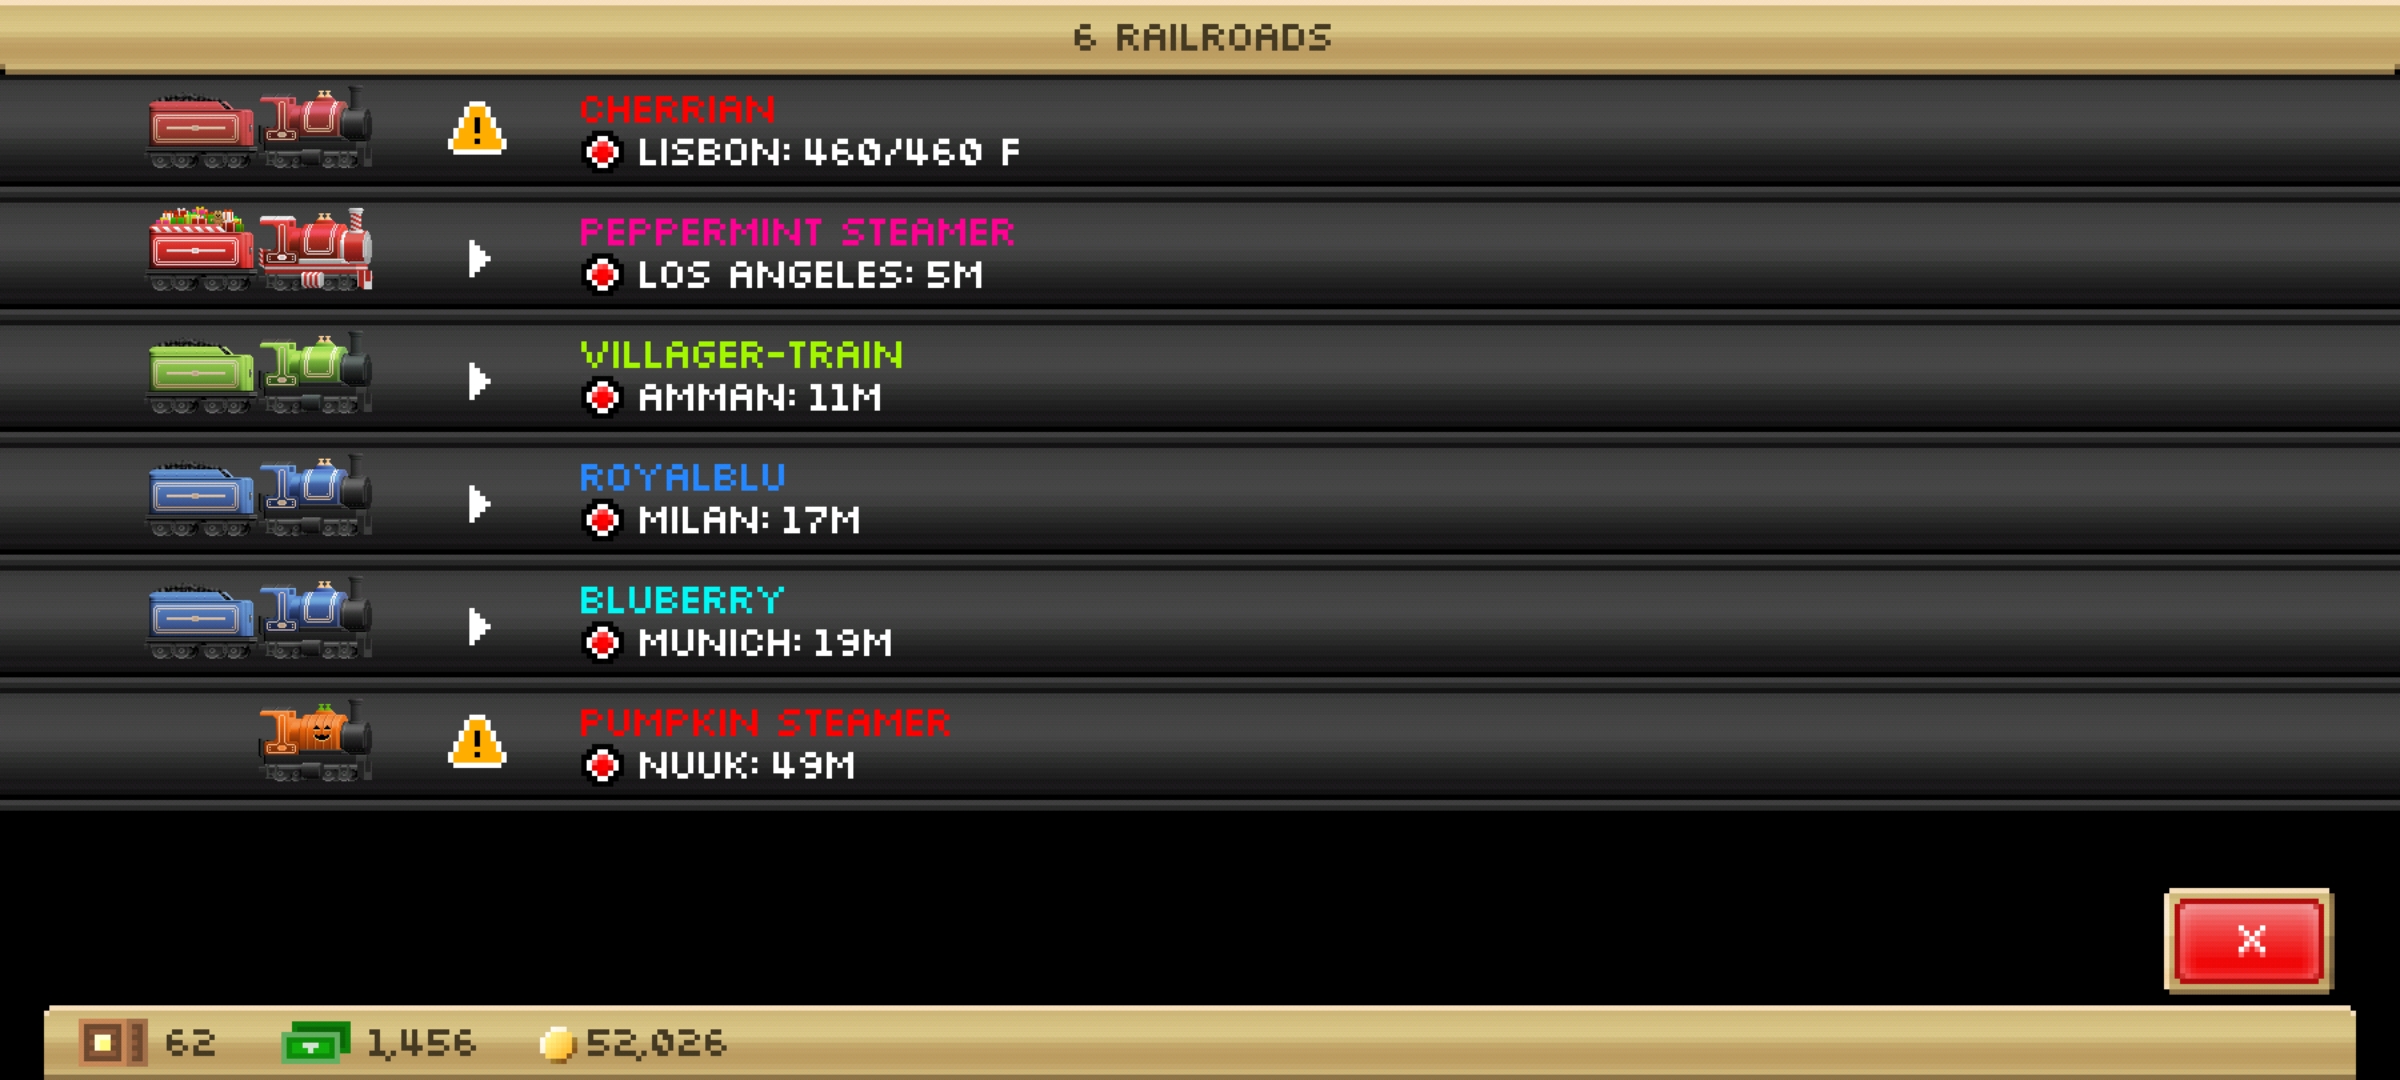 6 RAILROADS
CHERRIAN
LISBON: 460/460 F
PEPPERMINT STEAMER
LOS ANGELES: 5M
VILLAGER-TRAIN
AMMAN: 11M
ROYALBLU
MILAN: 17M
BLUBERRY
MUNICH: 19M
PUMPKIN STEAMER
NUUK: 49M
X
62 1,456 52,026